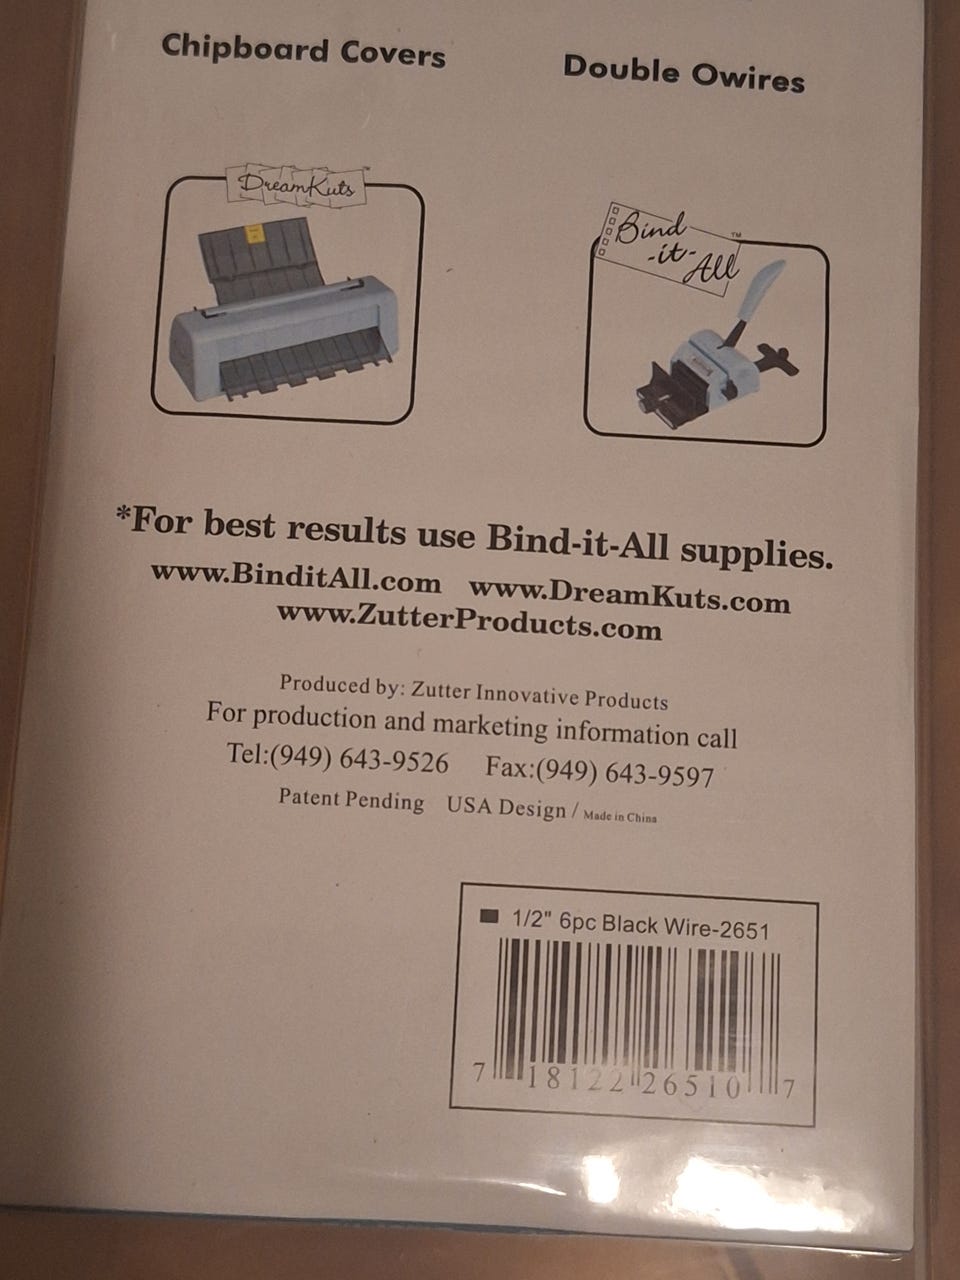 Chipboard Covers
Double Owires
DreamKuts™
Bind
-it-
All™
*For best results use Bind-it-All supplies.
www.BinditAll.com www.DreamKuts.com
www.ZutterProducts.com
Produced by: Zutter Innovative Products
For production and marketing information call
Tel:(949) 643-9526 Fax:(949) 643-9597
Patent Pending USA Design / Made in China
1/2" 6pc Black Wire-2651
7 18122 26510 7